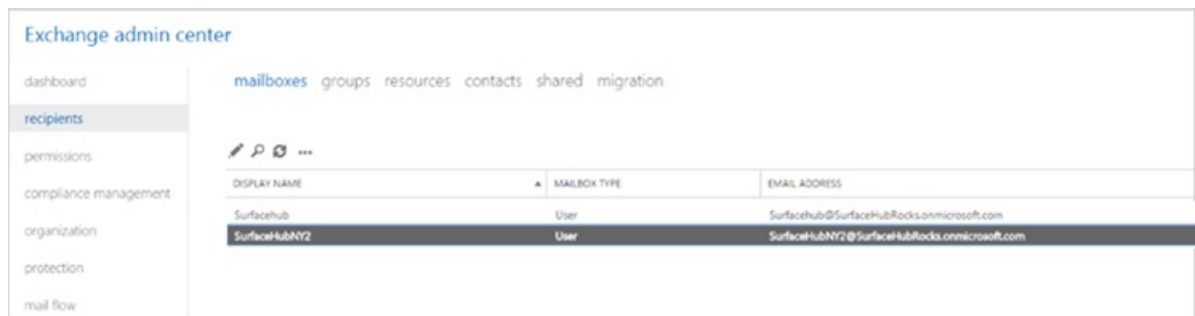 Exchange admin center
dashboard
recipients
permissions
compliance management
organization
protection
mail flow
mailboxes groups resources contacts shared migration
DISPLAY NAME MAILBOX TYPE EMAIL ADDRESS
Surfacehub User Surfacehub@SurfaceHubRocks.onmicrosoft.com
SurfaceHubNY2 User SurfaceHubNY2@SurfaceHubRocks.onmicrosoft.com